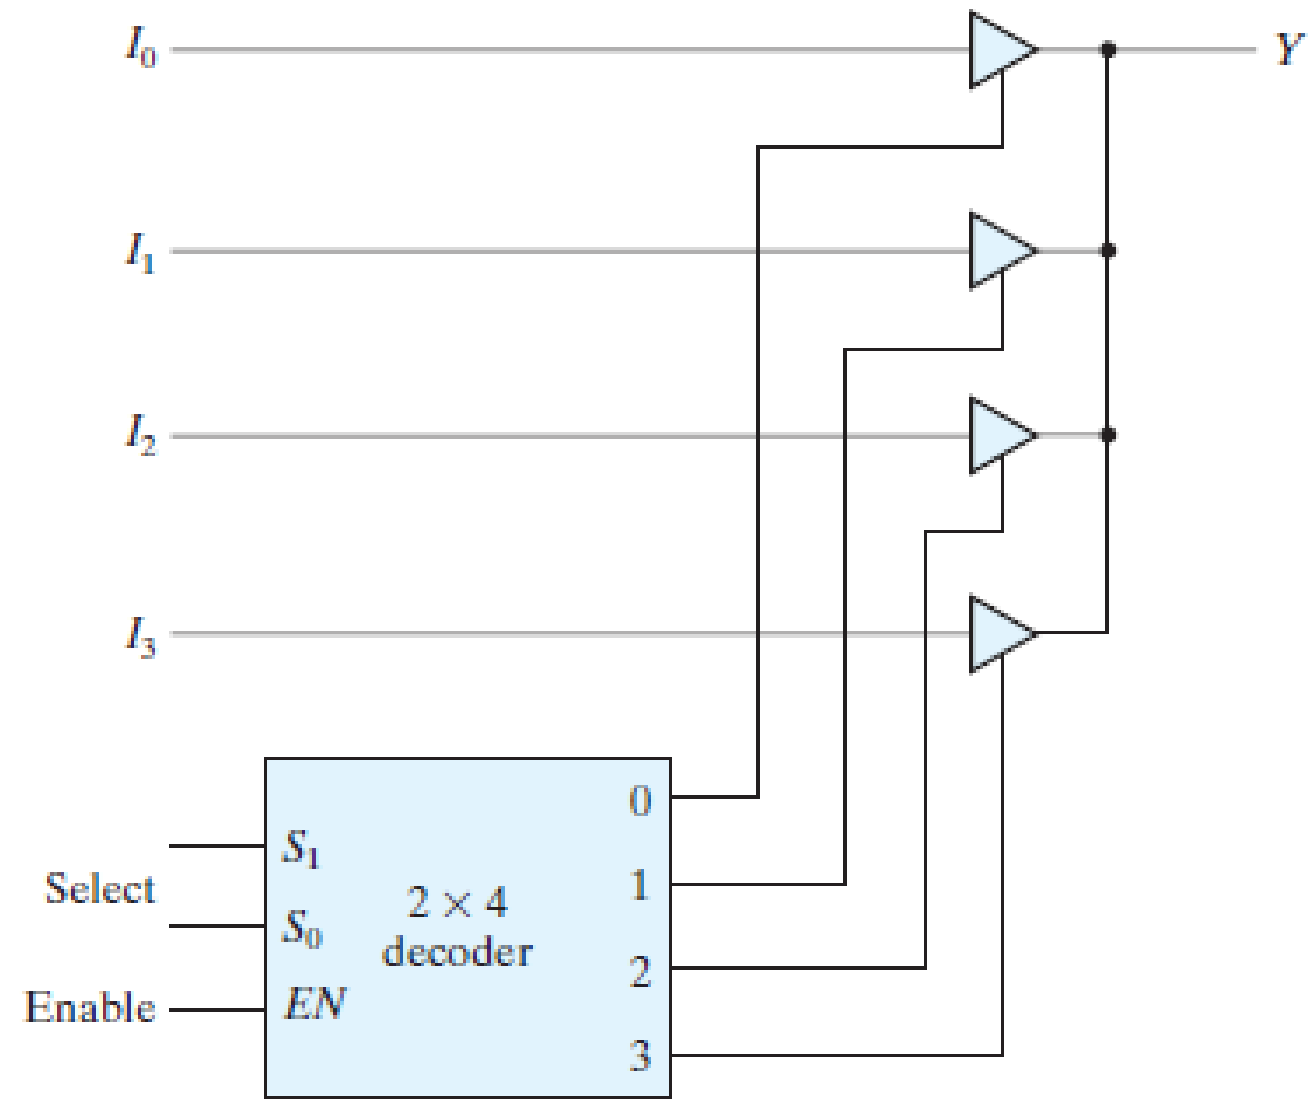 I₀
Y
I₁
I₂
I₃
0
S₁
Select
1
2 × 4
decoder
S₀
2
Enable
EN
3